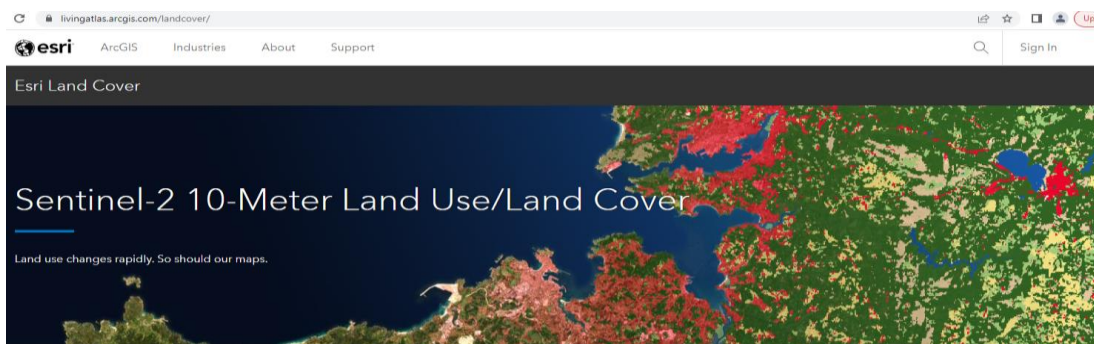 livingatlas.arcgis.com/landcover/
Up
esri ArcGIS Industries About Support Sign In
Esri Land Cover
Sentinel-2 10-Meter Land Use/Land Cover
Land use changes rapidly. So should our maps.